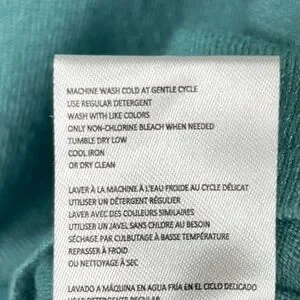 MACHINE WASH COLD AT GENTLE CYCLE
USE REGULAR DETERGENT
WASH WITH LIKE COLORS
ONLY NON-CHLORINE BLEACH WHEN NEEDED
TUMBLE DRY LOW
COOL IRON
OR DRY CLEAN
LAVER À LA MACHINE À L'EAU FROIDE AU CYCLE DÉLICAT
UTILISER UN DÉTERGENT RÉGULIER
LAVER AVEC DES COULEURS SIMILAIRES
UTILISER UN JAVEL SANS CHLORE AU BESOIN
SÉCHAGE PAR CULBUTAGE À BASSE TEMPÉRATURE
REPASSER À FROID
OU NETTOYAGE À SEC
LAVADO A MÁQUINA EN AGUA FRÍA EN EL CICLO DELICADO
USAR DETERGENTE REGULAR